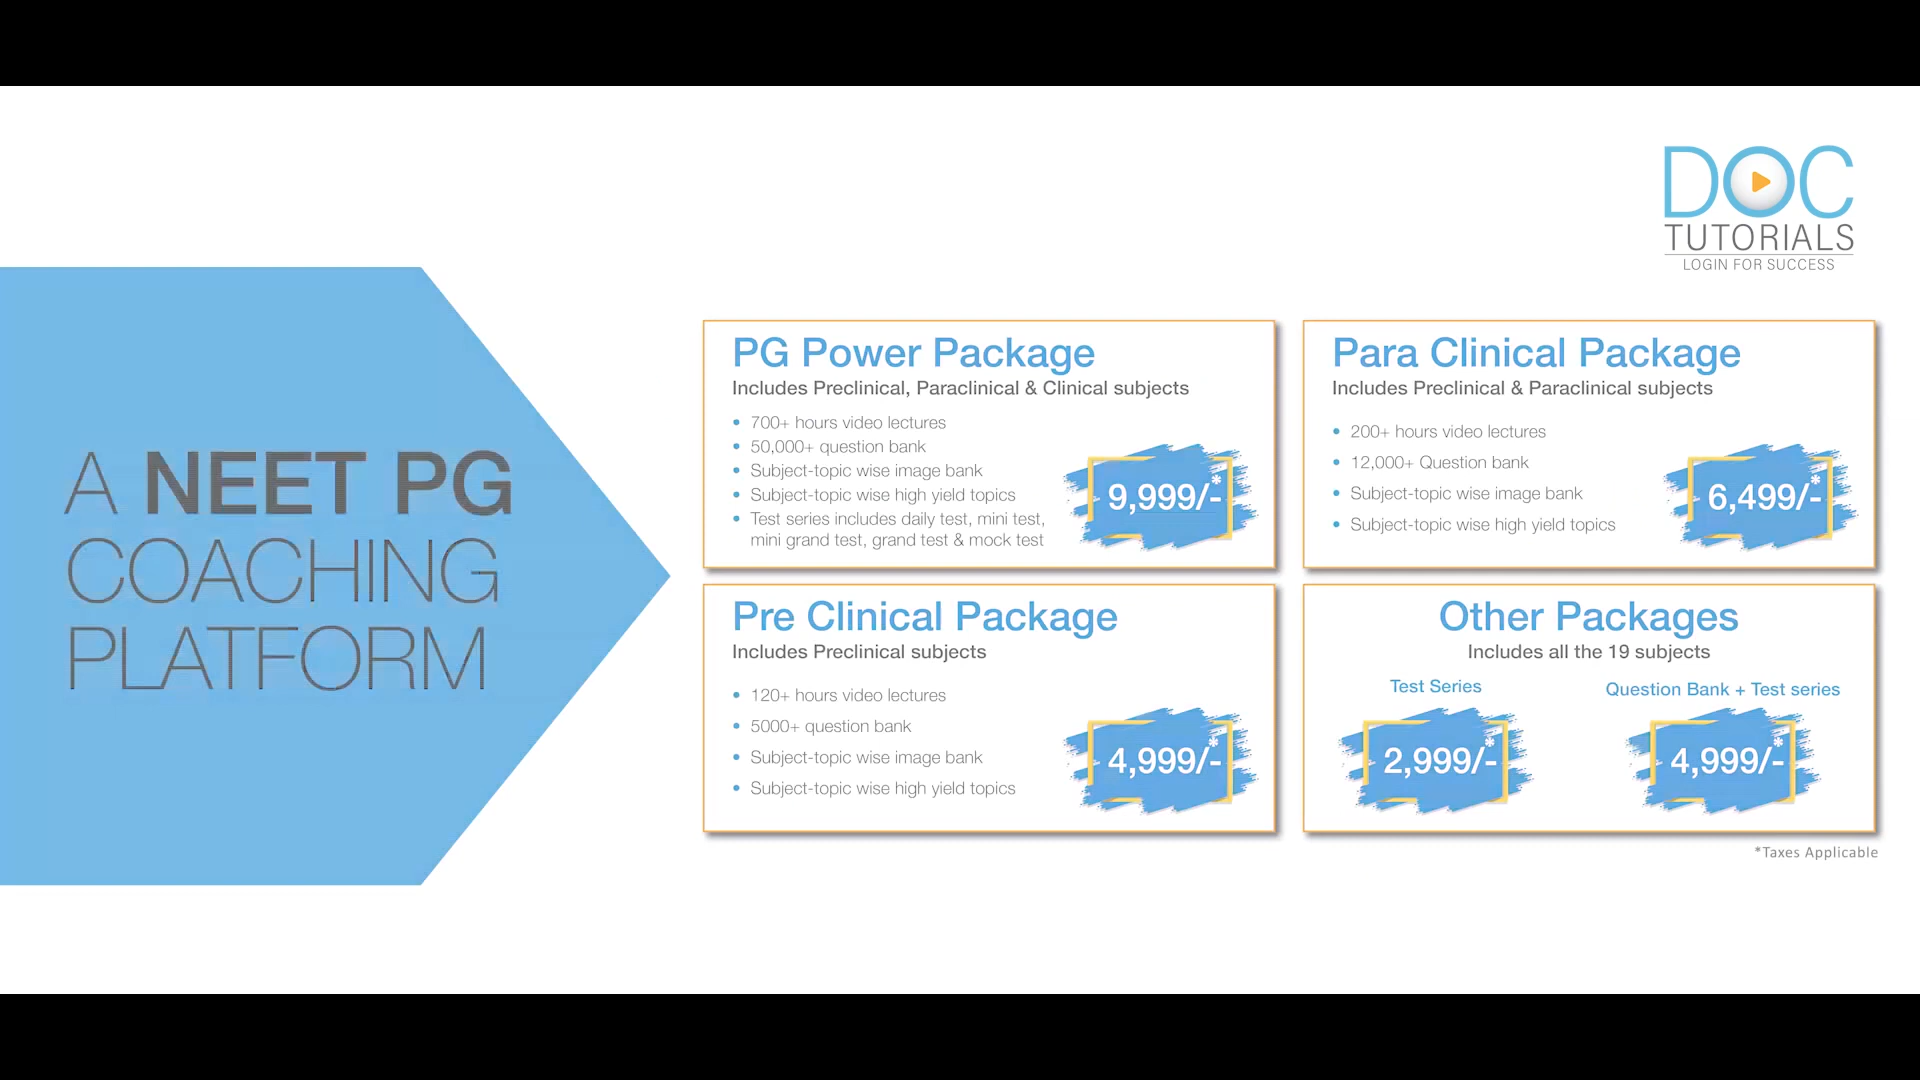 DOC
TUTORIALS
LOGIN FOR SUCCESS
A NEET PG
COACHING
PLATFORM
PG Power Package
Includes Preclinical, Paraclinical & Clinical subjects
• 700+ hours video lectures
• 50,000+ question bank
• Subject-topic wise image bank
• Subject-topic wise high yield topics
• Test series includes daily test, mini test,
mini grand test, grand test & mock test
9,999/-*
Para Clinical Package
Includes Preclinical & Paraclinical subjects
• 200+ hours video lectures
• 12,000+ Question bank
• Subject-topic wise image bank
• Subject-topic wise high yield topics
6,499/-*
Pre Clinical Package
Includes Preclinical subjects
• 120+ hours video lectures
• 5000+ question bank
• Subject-topic wise image bank
• Subject-topic wise high yield topics
4,999/-*
Other Packages
Includes all the 19 subjects
Test Series
2,999/-*
Question Bank + Test series
4,999/-*
*Taxes Applicable